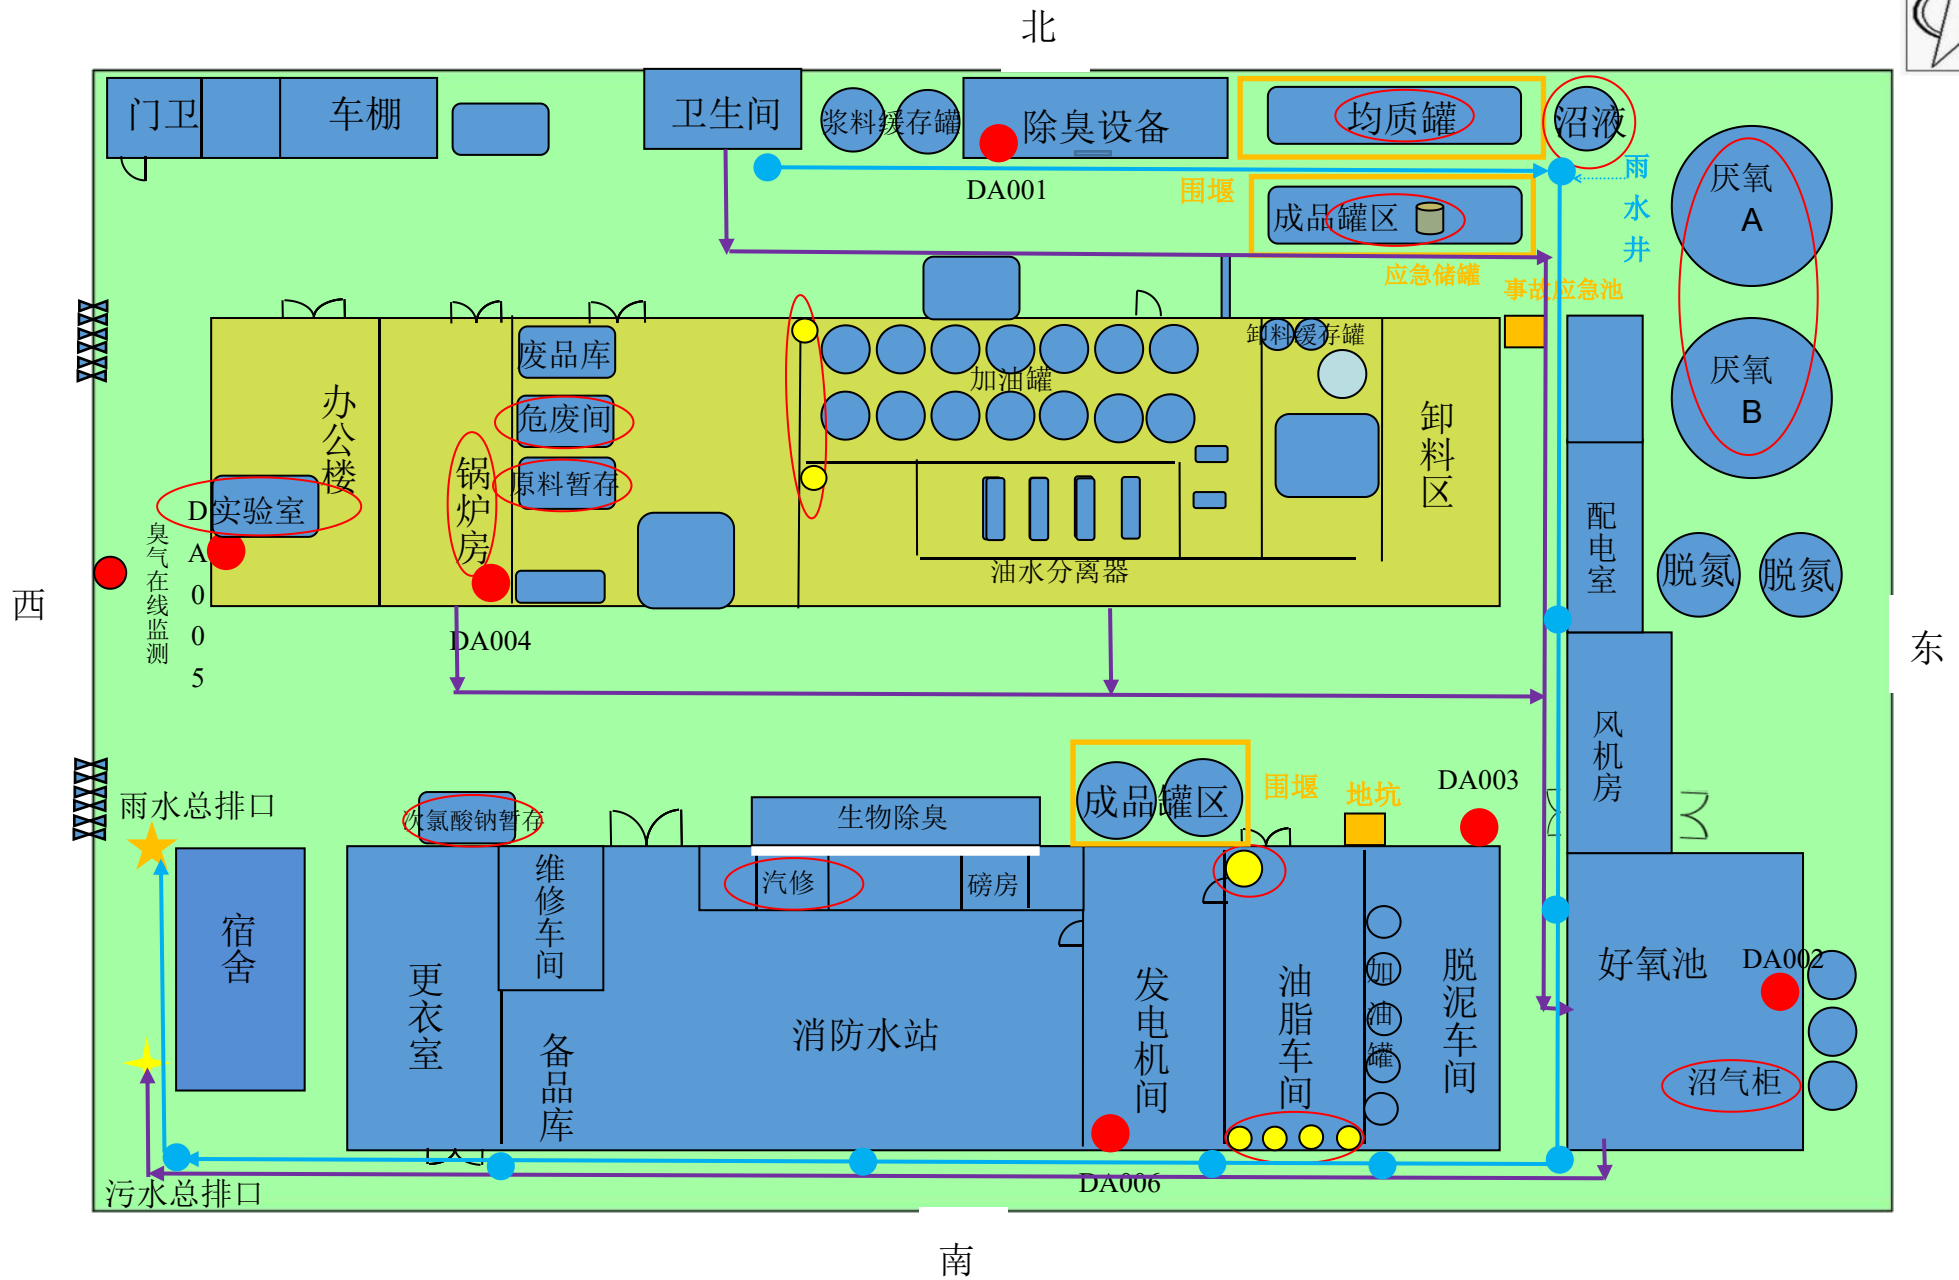 北
门卫
车棚
卫生间
浆料缓存罐
除臭设备
均质罐
沼液
DA001
围堰
成品罐区
雨水井
厌氧
A
应急储罐
事故应急池
厌氧
B
办公楼
废品库
危废间
原料暂存
锅炉房
实验室
加油罐
卸料缓存罐
卸料区
油水分离器
配电室
脱氮
脱氮
DA005
臭气在线监测
西
东
DA004
风机房
雨水总排口
次氯酸钠暂存
生物除臭
成品罐区
围堰
地坑
DA003
宿舍
维修车间
汽修
磅房
更衣室
备品库
消防水站
发电机间
油脂车间
加油罐
脱泥车间
好氧池
DA002
沼气柜
污水总排口
DA006
南